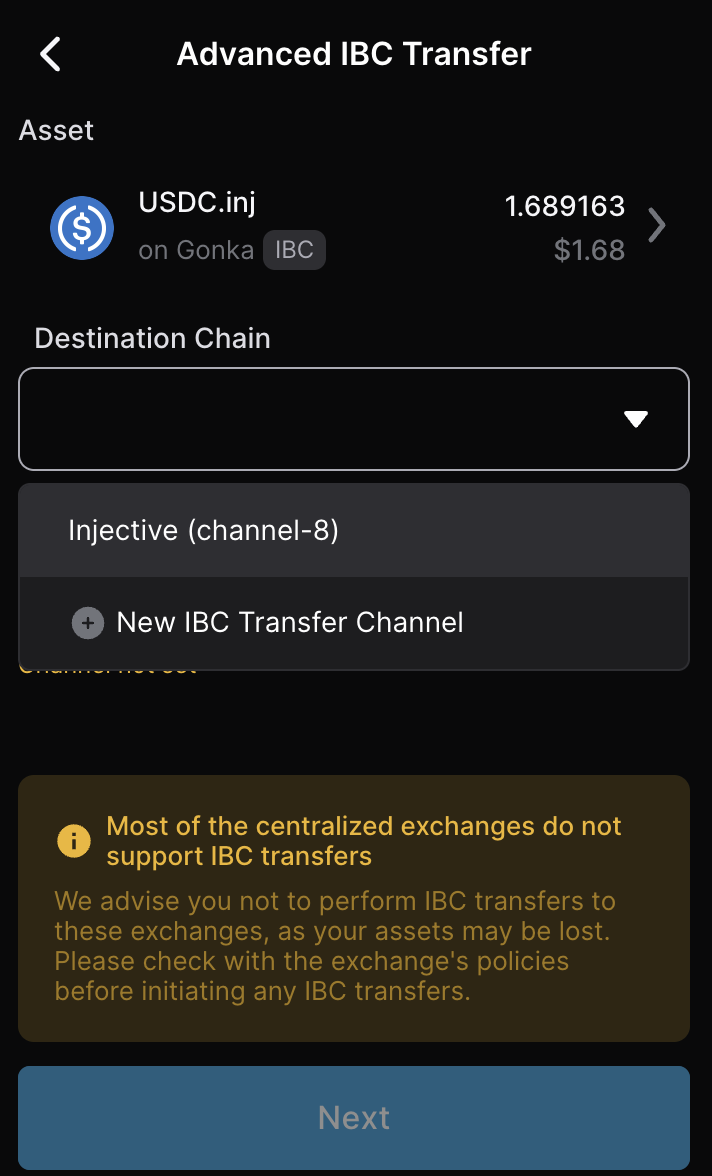 Advanced IBC Transfer
Asset
USDC.inj
1.689163
on Gonka IBC
$1.68
Destination Chain
Injective (channel-8)
New IBC Transfer Channel
Most of the centralized exchanges do not
support IBC transfers
We advise you not to perform IBC transfers to
these exchanges, as your assets may be lost.
Please check with the exchange's policies
before initiating any IBC transfers.
Next